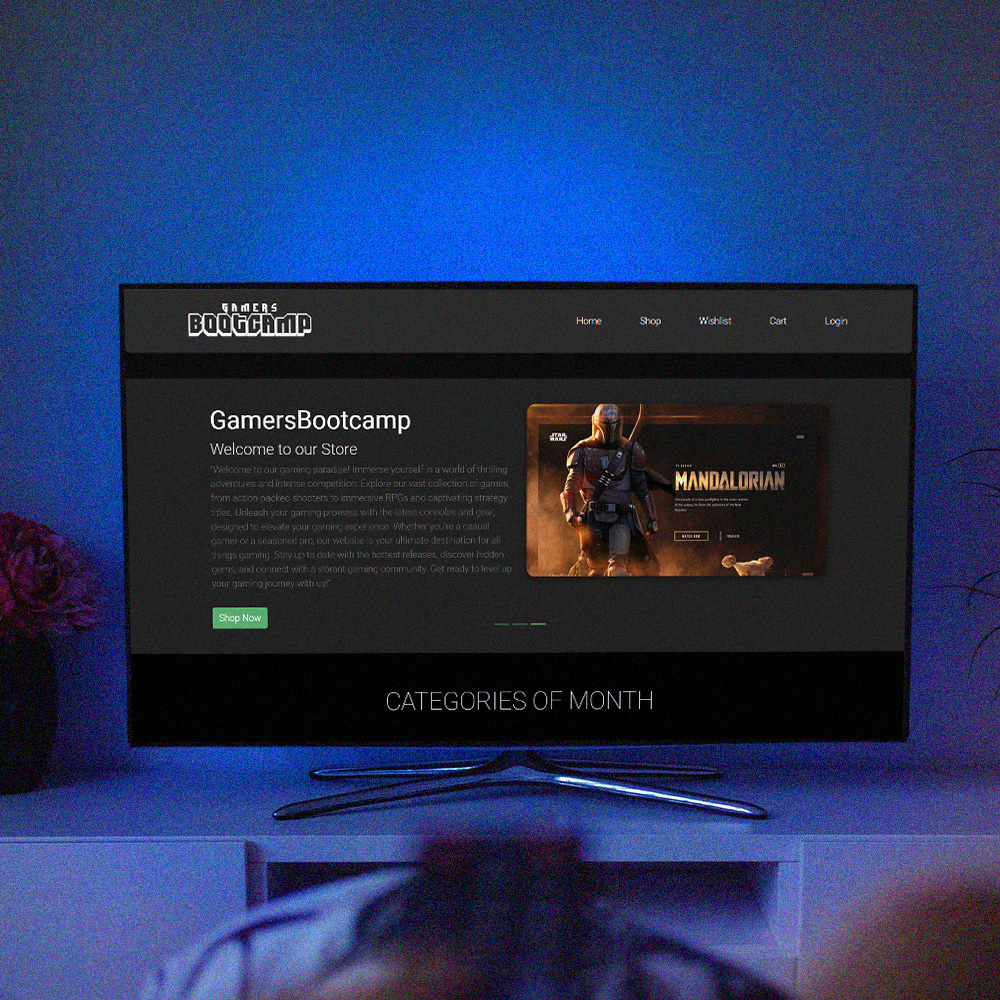 GAMERS
BOOTCAMP
Home Shop Wishlist Cart Login
GamersBootcamp
Welcome to our Store
"Welcome to our gaming paradise! Immerse yourself in a world of thrilling
adventures and intense competition. Explore our vast collection of games,
from action-packed shooters to immersive RPGs and captivating strategy
titles. Unleash your gaming prowess with the latest consoles and gear,
designed to elevate your gaming experience. Whether you're a casual
gamer or a seasoned pro, our website is your ultimate destination for all
things gaming. Stay up to date with the hottest releases, discover hidden
gems, and connect with a vibrant gaming community. Get ready to level up
your gaming journey with us!"
Shop Now
STAR
WARS
MANDALORIAN
WATCH NOW
CATEGORIES OF MONTH